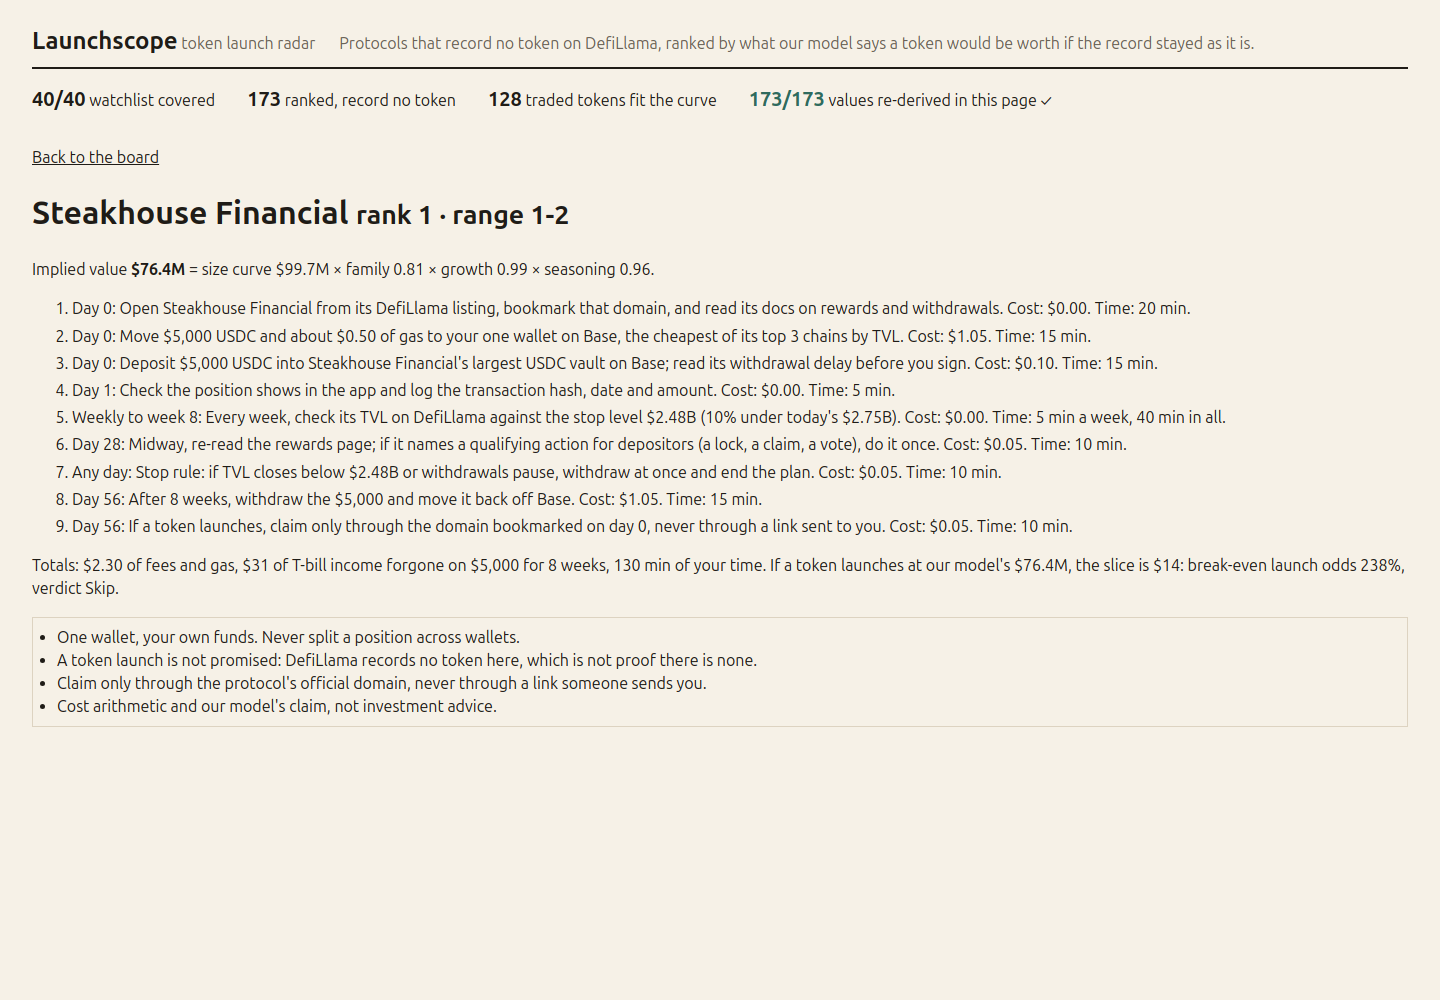 Launchscope token launch radar Protocols that record no token on DefiLlama, ranked by what our model says a token would be worth if the record stayed as it is.
40/40 watchlist covered 173 ranked, record no token 128 traded tokens fit the curve 173/173 values re-derived in this page ✓
Back to the board
Steakhouse Financial rank 1 · range 1-2
Implied value $76.4M = size curve $99.7M × family 0.81 × growth 0.99 × seasoning 0.96.
1. Day 0: Open Steakhouse Financial from its DefiLlama listing, bookmark that domain, and read its docs on rewards and withdrawals. Cost: $0.00. Time: 20 min.
2. Day 0: Move $5,000 USDC and about $0.50 of gas to your one wallet on Base, the cheapest of its top 3 chains by TVL. Cost: $1.05. Time: 15 min.
3. Day 0: Deposit $5,000 USDC into Steakhouse Financial's largest USDC vault on Base; read its withdrawal delay before you sign. Cost: $0.10. Time: 15 min.
4. Day 1: Check the position shows in the app and log the transaction hash, date and amount. Cost: $0.00. Time: 5 min.
5. Weekly to week 8: Every week, check its TVL on DefiLlama against the stop level $2.48B (10% under today's $2.75B). Cost: $0.00. Time: 5 min a week, 40 min in all.
6. Day 28: Midway, re-read the rewards page; if it names a qualifying action for depositors (a lock, a claim, a vote), do it once. Cost: $0.05. Time: 10 min.
7. Any day: Stop rule: if TVL closes below $2.48B or withdrawals pause, withdraw at once and end the plan. Cost: $0.05. Time: 10 min.
8. Day 56: After 8 weeks, withdraw the $5,000 and move it back off Base. Cost: $1.05. Time: 15 min.
9. Day 56: If a token launches, claim only through the domain bookmarked on day 0, never through a link sent to you. Cost: $0.05. Time: 10 min.
Totals: $2.30 of fees and gas, $31 of T-bill income forgone on $5,000 for 8 weeks, 130 min of your time. If a token launches at our model's $76.4M, the slice is $14: break-even launch odds 238%,
verdict Skip.
• One wallet, your own funds. Never split a position across wallets.
• A token launch is not promised: DefiLlama records no token here, which is not proof there is none.
• Claim only through the protocol's official domain, never through a link someone sends you.
• Cost arithmetic and our model's claim, not investment advice.